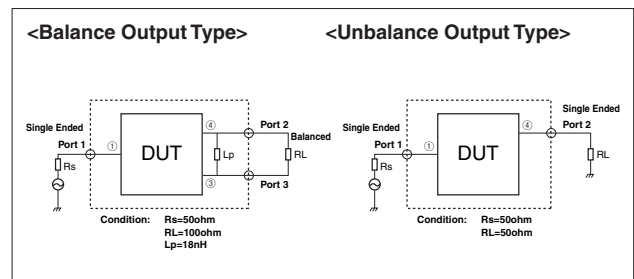 <Balance Output Type>
Single Ended
Port 1
①
Rs
DUT
④
Lp
③
Port 2
Balanced
RL
Port 3
Condition: Rs=50ohm
RL=100ohm
Lp=18nH
<Unbalance Output Type>
Single Ended
Port 1
①
Rs
DUT
④
Single Ended
Port 2
RL
Condition: Rs=50ohm
RL=50ohm